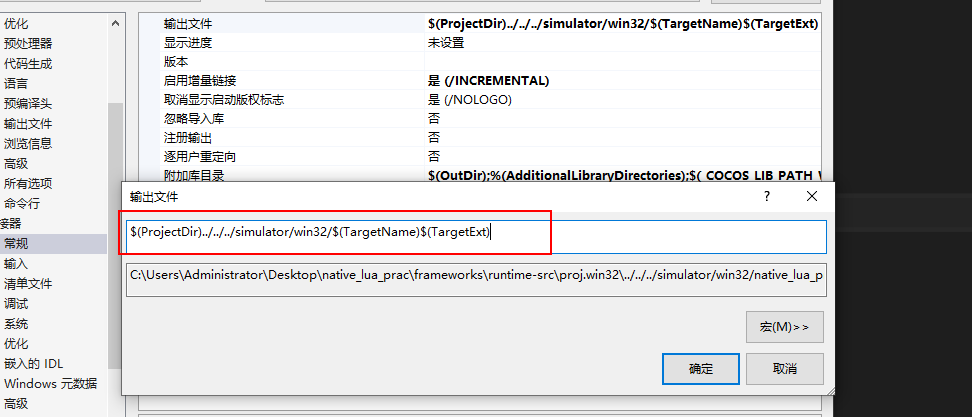 优化
预处理器
代码生成
语言
预编译头
输出文件
浏览信息
高级
所有选项
命令行
接器
常规
输入
清单文件
调试
系统
优化
嵌入的 IDL
Windows 元数据
高级
输出文件 $(ProjectDir)../../../simulator/win32/$(TargetName)$(TargetExt)
显示进度 未设置
版本
启用增量链接 是 (/INCREMENTAL)
取消显示启动版权标志 是 (/NOLOGO)
忽略导入库 否
注册输出 否
逐用户重定向 否
附加库目录 $(OutDir);%(AdditionalLibraryDirectories);$(_COCOS_LIB_PATH_
输出文件
?
$(ProjectDir)../../../simulator/win32/$(TargetName)$(TargetExt)
C:\Users\Administrator\Desktop\native_lua_prac\frameworks\runtime-src\proj.win32\../../../simulator/win32/native_lua_p
宏(M)>>
确定 取消